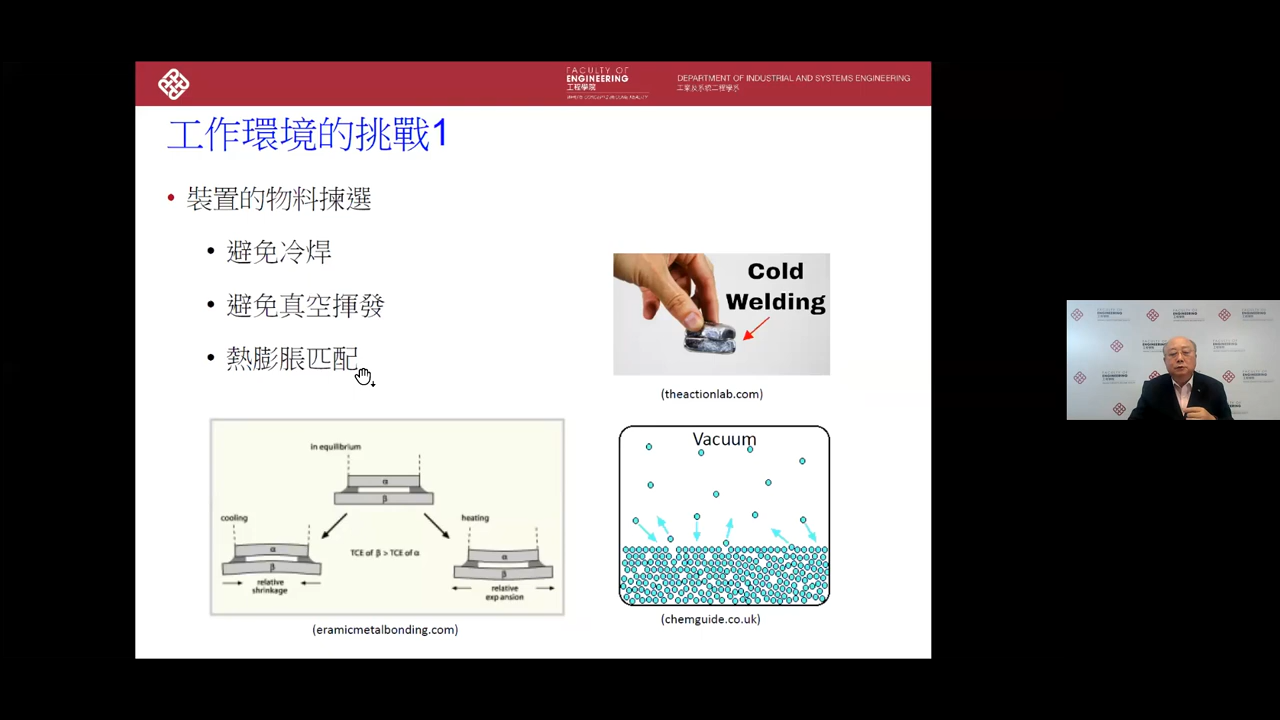 FACULTY OF
ENGINEERING
工程學院
DEPARTMENT OF INDUSTRIAL AND SYSTEMS ENGINEERING
工業及系統工程學系
工作環境的挑戰1
• 裝置的物料揀選
• 避免冷焊
• 避免真空揮發
• 熱膨脹匹配
Cold
Welding
(theactionlab.com)
in equilibrium
α
β
cooling
heating
TCE of β > TCE of α
α
β
α
β
relative
shrinkage
relative
expansion
(eramicmetalbonding.com)
Vacuum
(chemguide.co.uk)